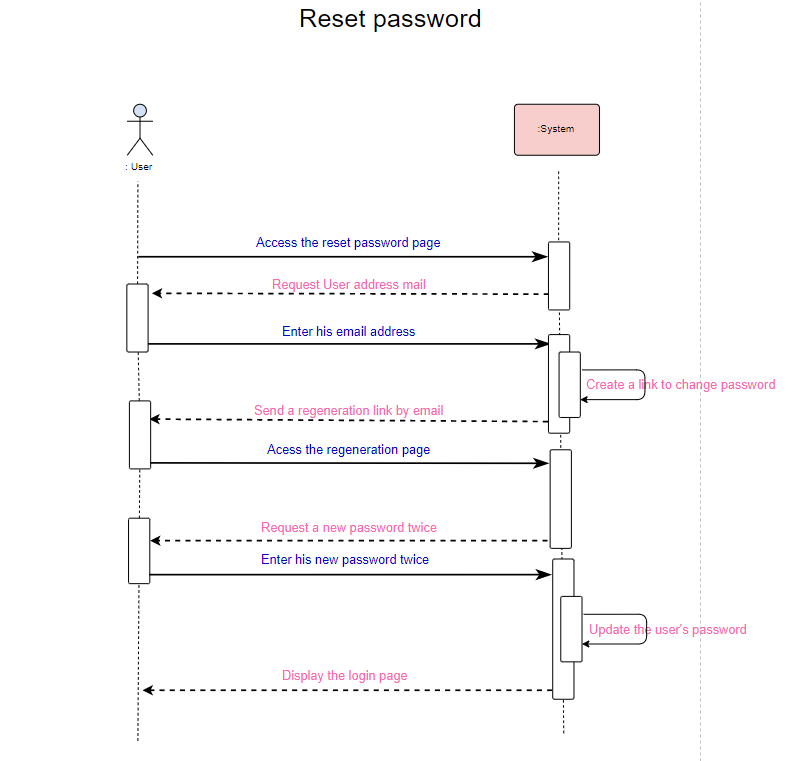 Reset password
: User
:System
Access the reset password page
Request User address mail
Enter his email address
Create a link to change password
Send a regeneration link by email
Acess the regeneration page
Request a new password twice
Enter his new password twice
Update the user's password
Display the login page